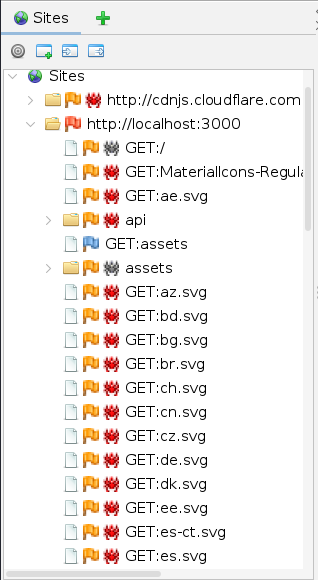 Sites
Sites
http://cdnjs.cloudflare.com
http://localhost:3000
GET:/
GET:MaterialIcons-Regula
GET:ae.svg
api
GET:assets
assets
GET:az.svg
GET:bd.svg
GET:bg.svg
GET:br.svg
GET:ch.svg
GET:cn.svg
GET:cz.svg
GET:de.svg
GET:dk.svg
GET:ee.svg
GET:es-ct.svg
GET:es.svg